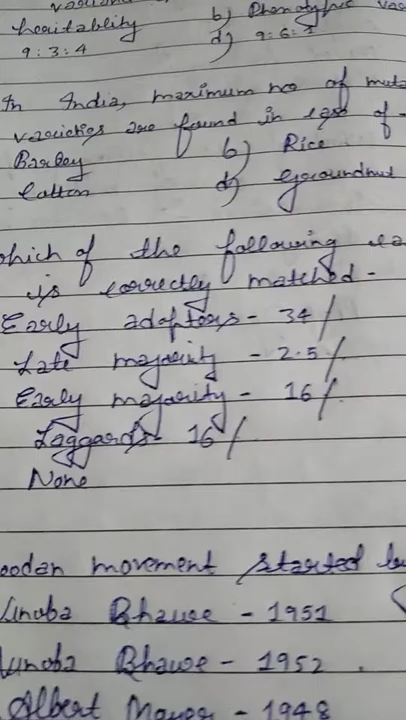 heritability b) Phenotypic
9:3:4 d) 9:6:
In India, maximum no of muta
varieties are found in case of -
Barley b) Rice
Cotton d) Groundnut
which of the following
is correctly matched -
Early adopters - 34%
Late majority - 2.5%
Early majority - 16%
Laggards - 16%
None
oodan movement started
Vinoba Bhave - 1951
Vinoba Bhave - 1952
Albert Mayer - 1948